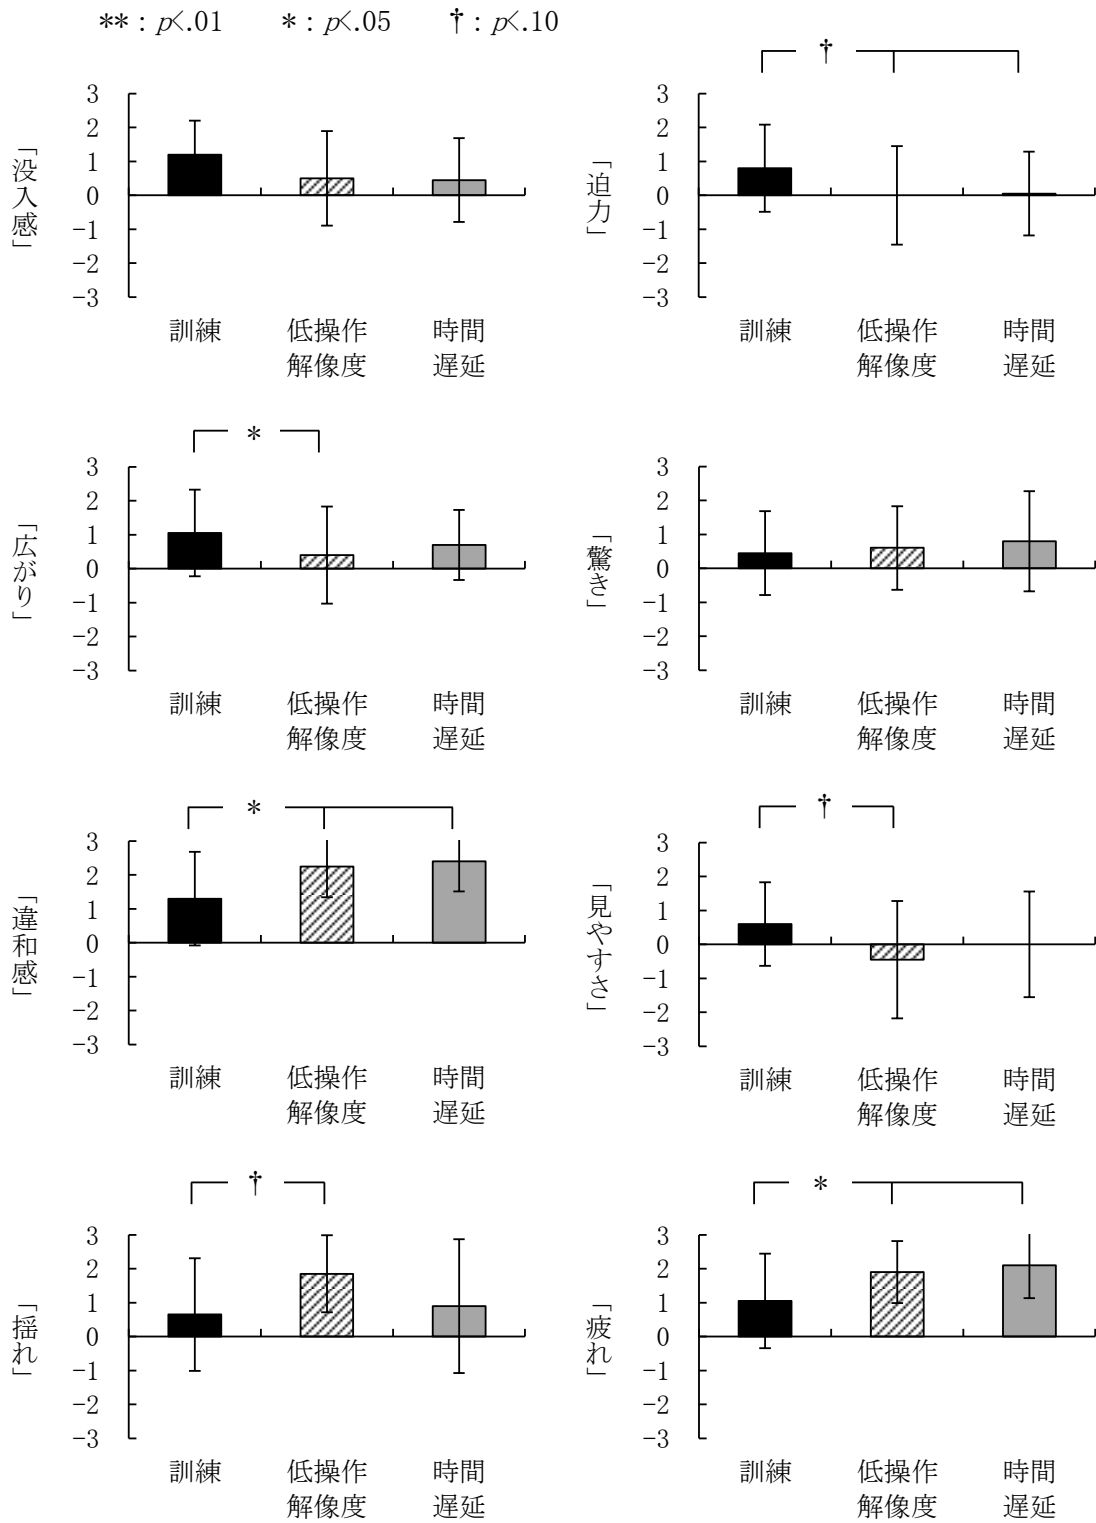 ** : p<.01 * : p<.05 † : p<.10
「没入感」
3
2
1
0
−1
−2
−3
訓練 低操作 時間
解像度 遅延
†
「迫力」
3
2
1
0
−1
−2
−3
訓練 低操作 時間
解像度 遅延
*
「広がり」
3
2
1
0
−1
−2
−3
訓練 低操作 時間
解像度 遅延
「驚き」
3
2
1
0
−1
−2
−3
訓練 低操作 時間
解像度 遅延
*
「違和感」
3
2
1
0
−1
−2
−3
訓練 低操作 時間
解像度 遅延
†
「見やすさ」
3
2
1
0
−1
−2
−3
訓練 低操作 時間
解像度 遅延
†
「揺れ」
3
2
1
0
−1
−2
−3
訓練 低操作 時間
解像度 遅延
*
「疲れ」
3
2
1
0
−1
−2
−3
訓練 低操作 時間
解像度 遅延